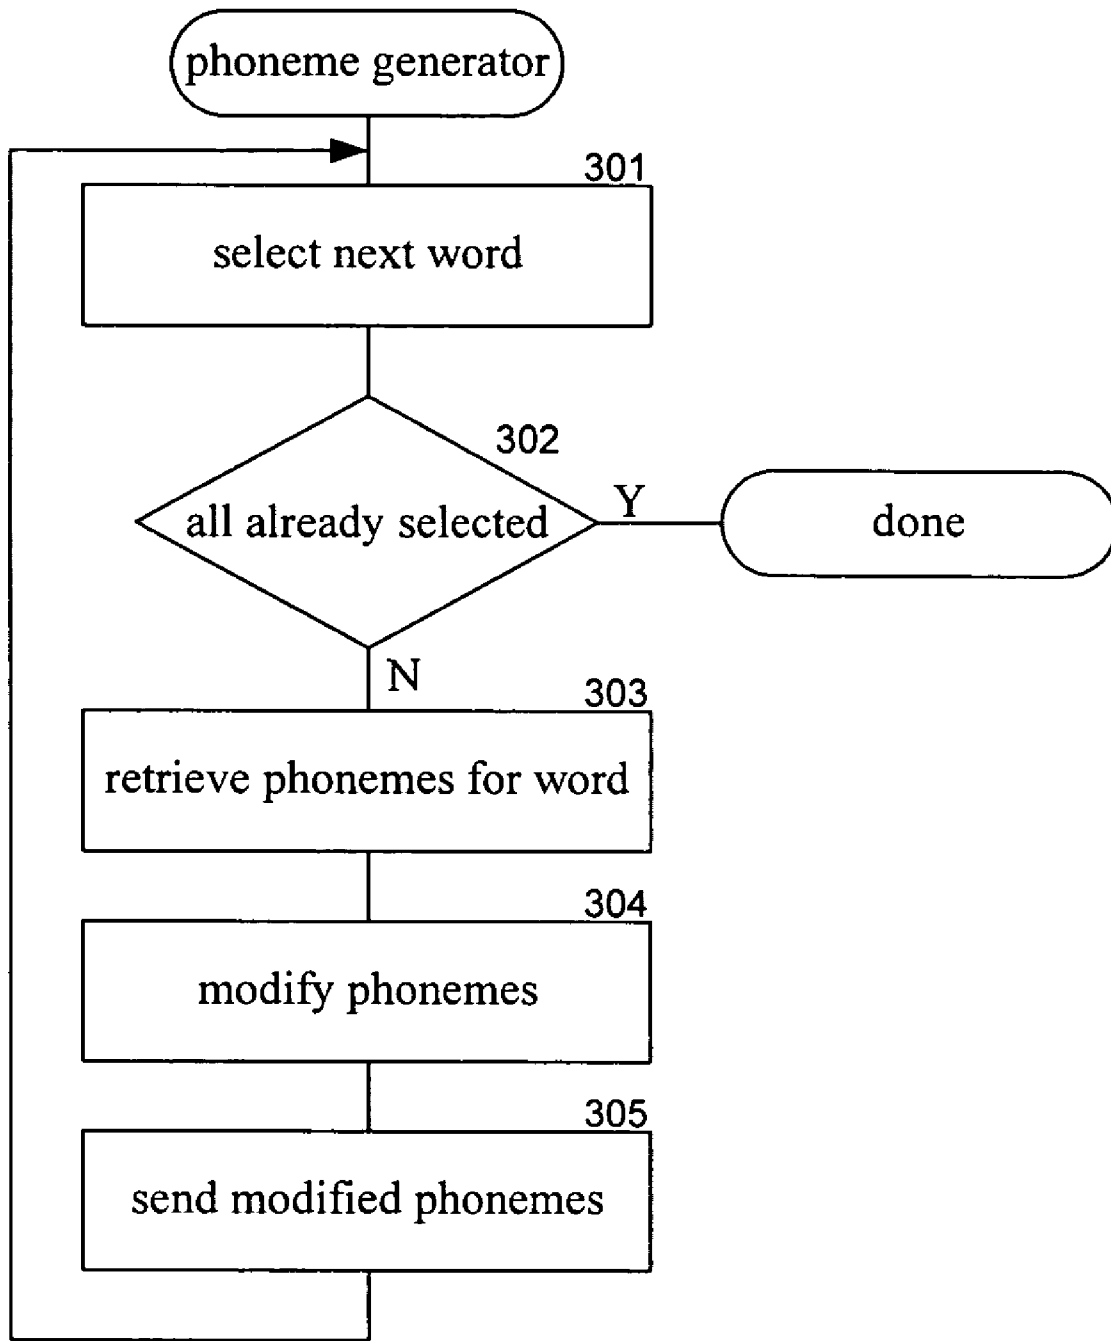 phoneme generator
301
select next word
302
all already selected
Y
done
N
303
retrieve phonemes for word
304
modify phonemes
305
send modified phonemes